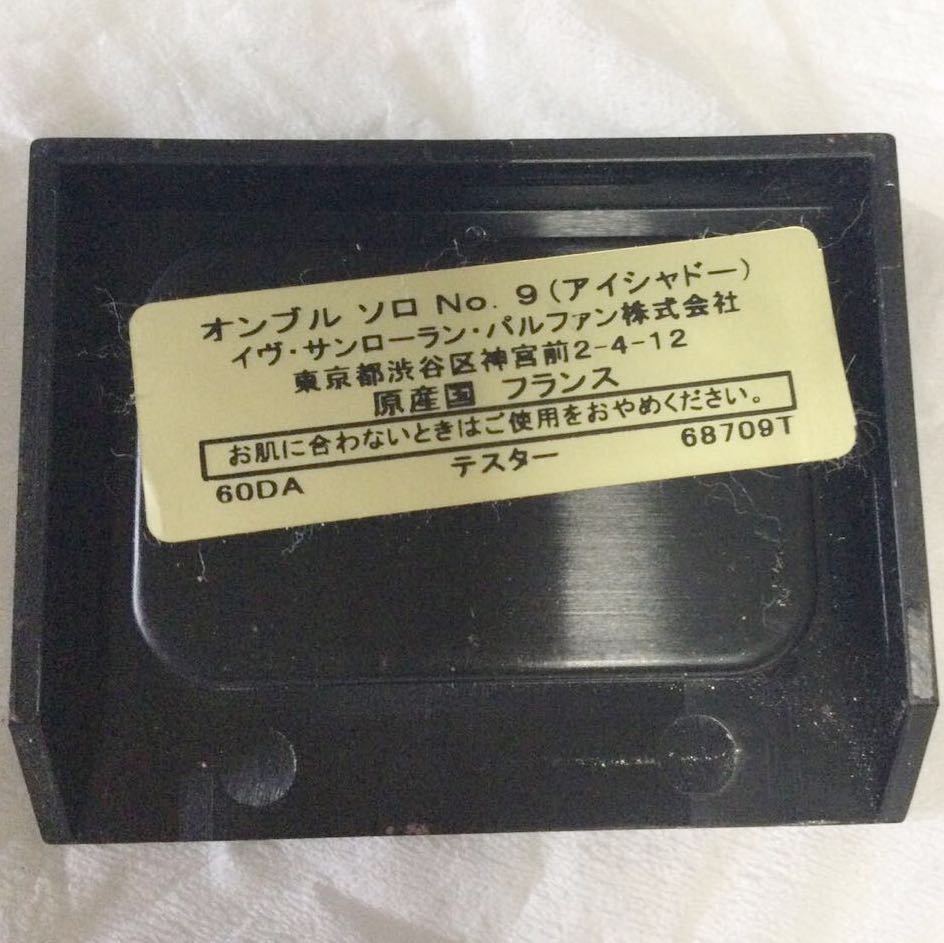 オンブル ソロ No. 9 (アイシャドー)
イヴ・サンローラン・パルファン株式会社
東京都渋谷区神宮前2-4-12
原産国 フランス
お肌に合わないときはご使用をおやめください。
60DA テスター 68709T